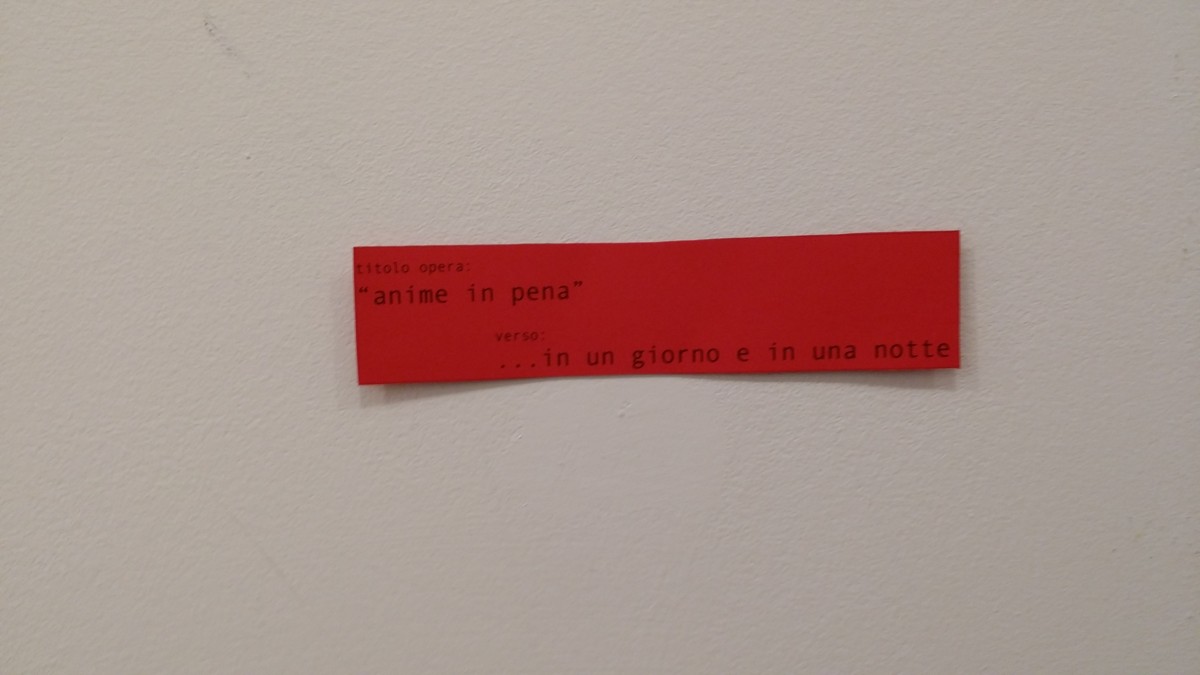 titolo opera:
“anime in pena”
verso:
...in un giorno e in una notte